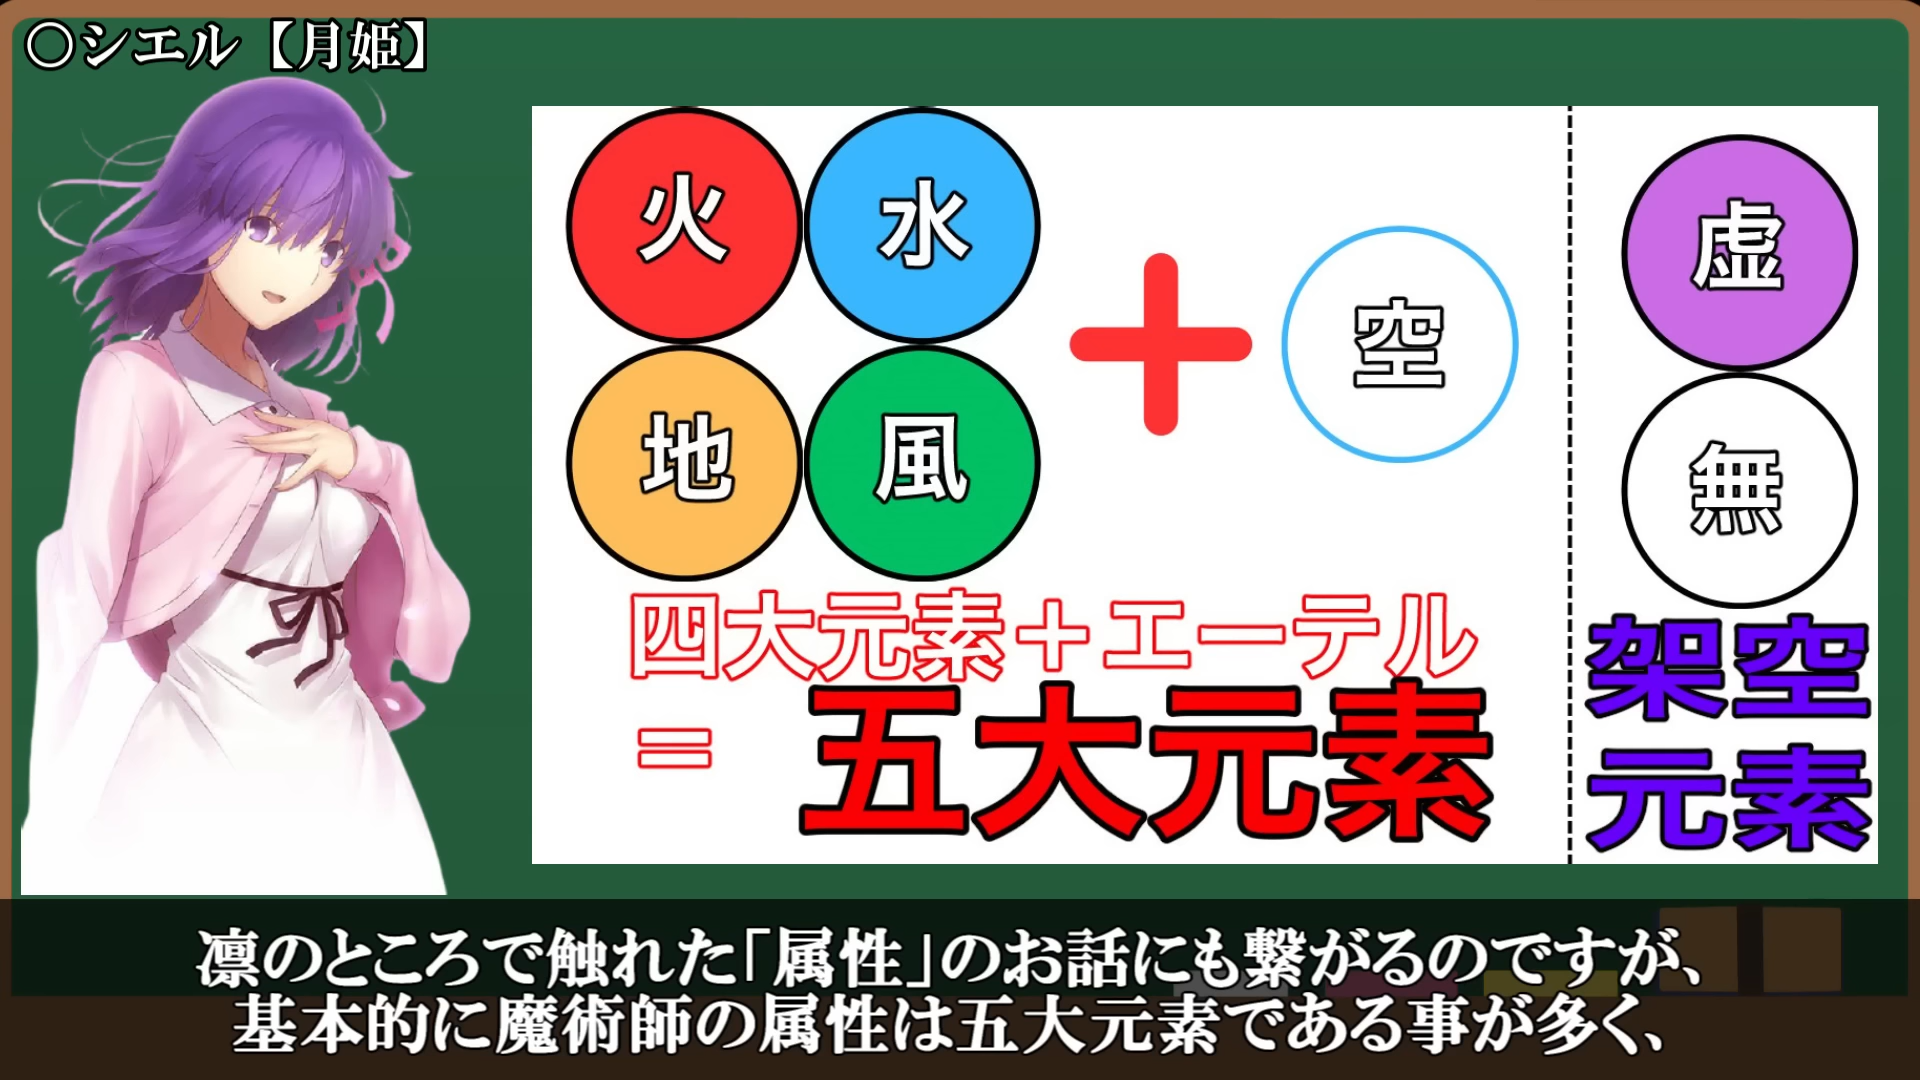 〇シエル【月姫】
火 水
地 風
空
四大元素＋エーテル
＝ 五大元素
虚
無
架空
元素
凛のところで触れた「属性」のお話にも繋がるのですが、
基本的に魔術師の属性は五大元素である事が多く、